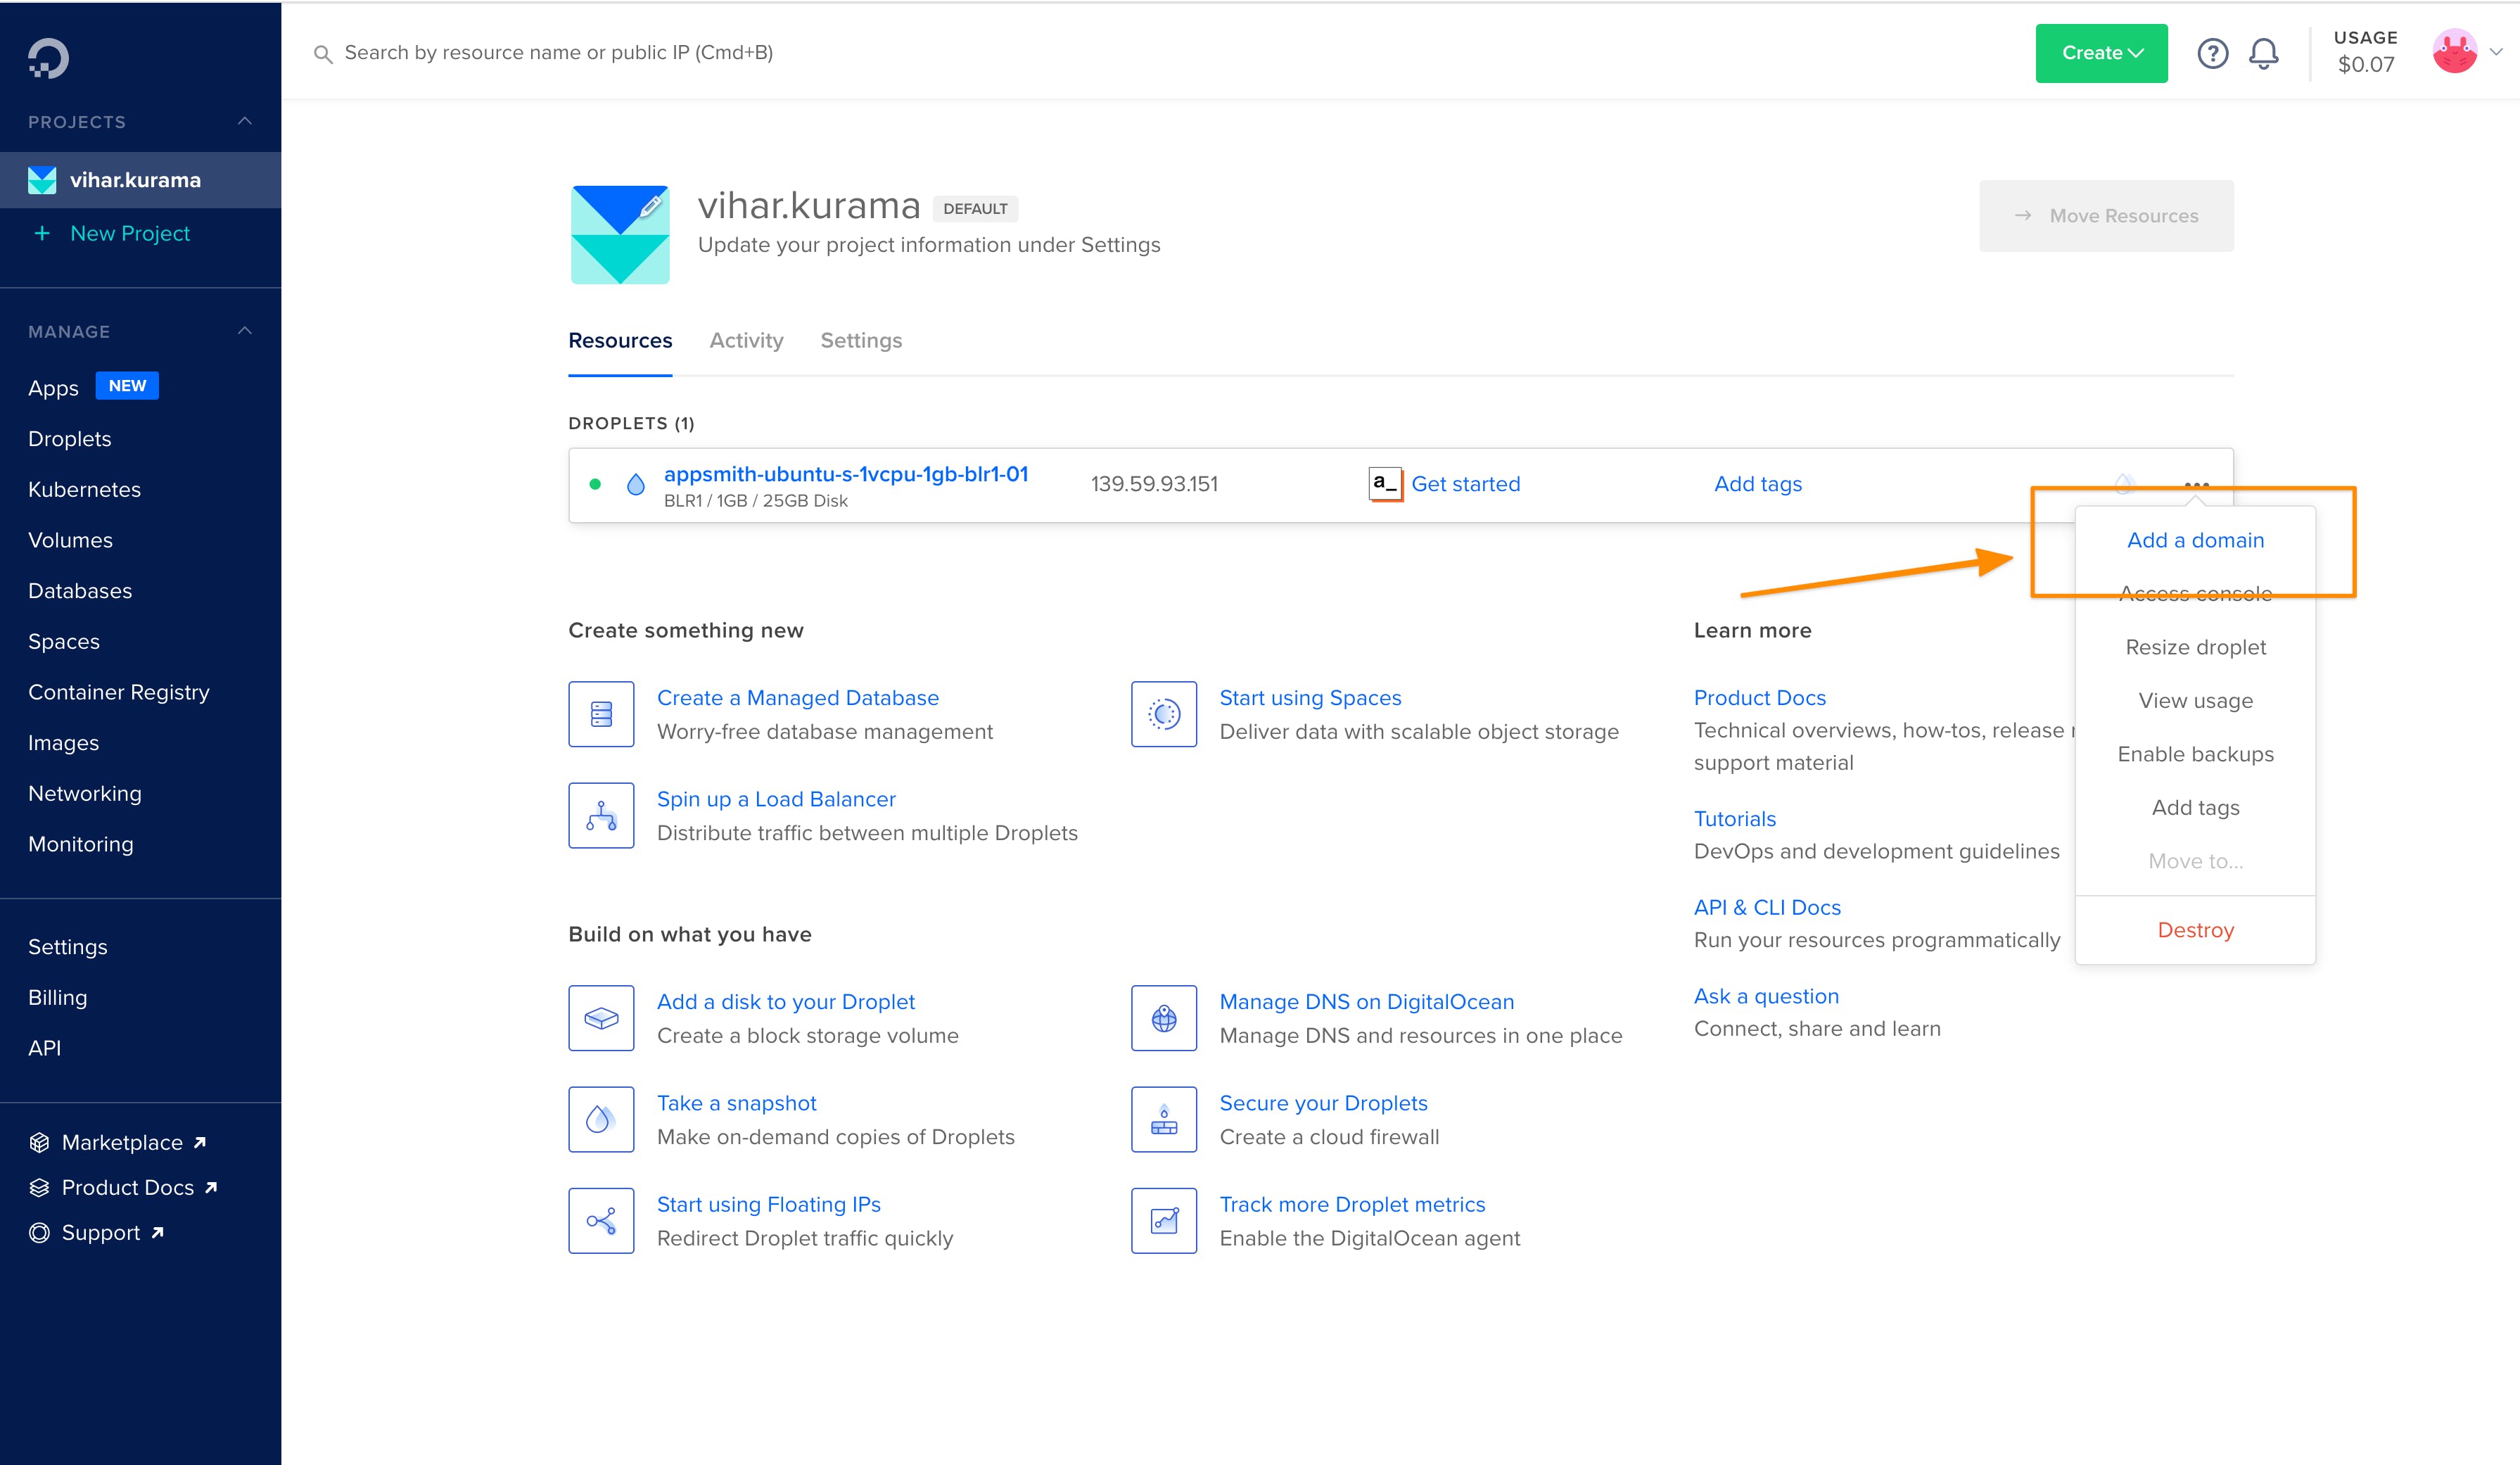 Search by resource name or public IP (Cmd+B)
Create
?
USAGE
$0.07
PROJECTS
vihar.kurama
+ New Project
MANAGE
Apps NEW
Droplets
Kubernetes
Volumes
Databases
Spaces
Container Registry
Images
Networking
Monitoring
Settings
Billing
API
Marketplace
Product Docs
Support
vihar.kurama DEFAULT
Update your project information under Settings
→ Move Resources
Resources Activity Settings
DROPLETS (1)
appsmith-ubuntu-s-1vcpu-1gb-blr1-01
BLR1 / 1GB / 25GB Disk
139.59.93.151
a_ Get started
Add tags
Add a domain
Access console
Resize droplet
View usage
Enable backups
Add tags
Move to...
Destroy
Create something new
Create a Managed Database
Worry-free database management
Start using Spaces
Deliver data with scalable object storage
Spin up a Load Balancer
Distribute traffic between multiple Droplets
Build on what you have
Add a disk to your Droplet
Create a block storage volume
Manage DNS on DigitalOcean
Manage DNS and resources in one place
Take a snapshot
Make on-demand copies of Droplets
Secure your Droplets
Create a cloud firewall
Start using Floating IPs
Redirect Droplet traffic quickly
Track more Droplet metrics
Enable the DigitalOcean agent
Learn more
Product Docs
Technical overviews, how-tos, release
support material
Tutorials
DevOps and development guidelines
API & CLI Docs
Run your resources programmatically
Ask a question
Connect, share and learn